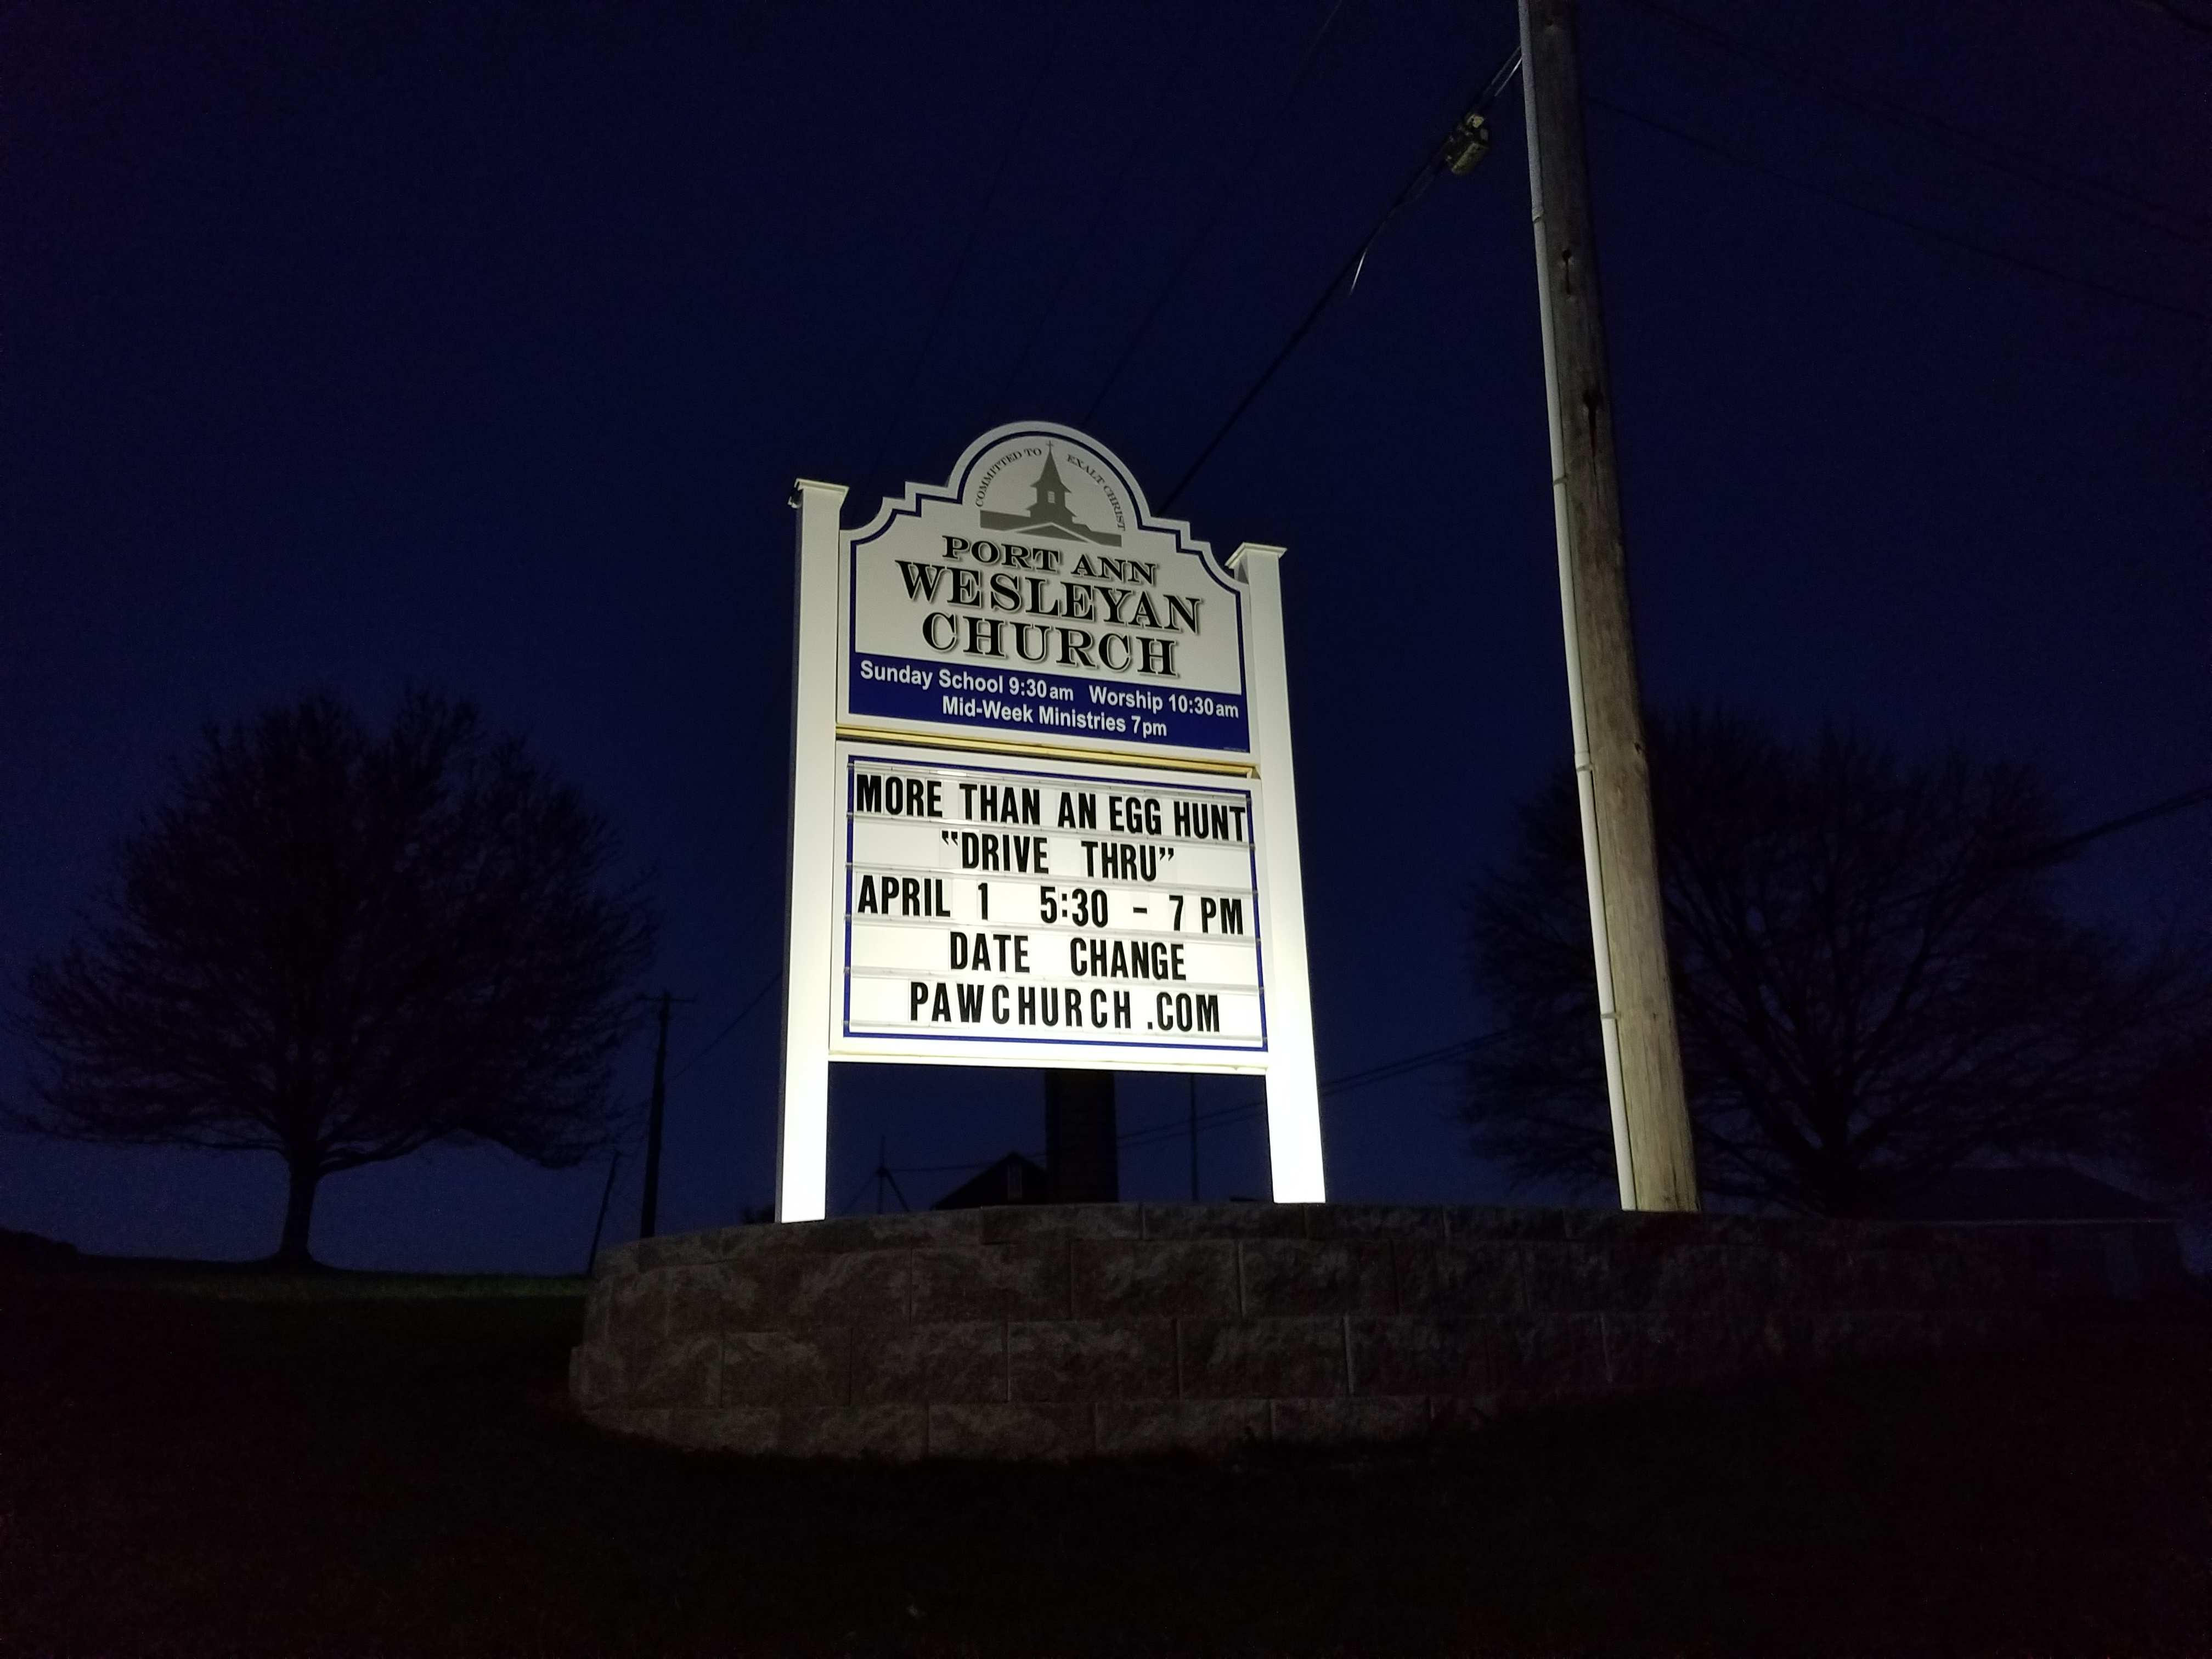 COMMITTED TO EXALT CHRIST
PORT ANN
WESLEYAN
CHURCH
Sunday School 9:30am Worship 10:30am
Mid-Week Ministries 7pm
MORE THAN AN EGG HUNT
“DRIVE THRU”
APRIL 1 5:30 - 7 PM
DATE CHANGE
PAWCHURCH .COM